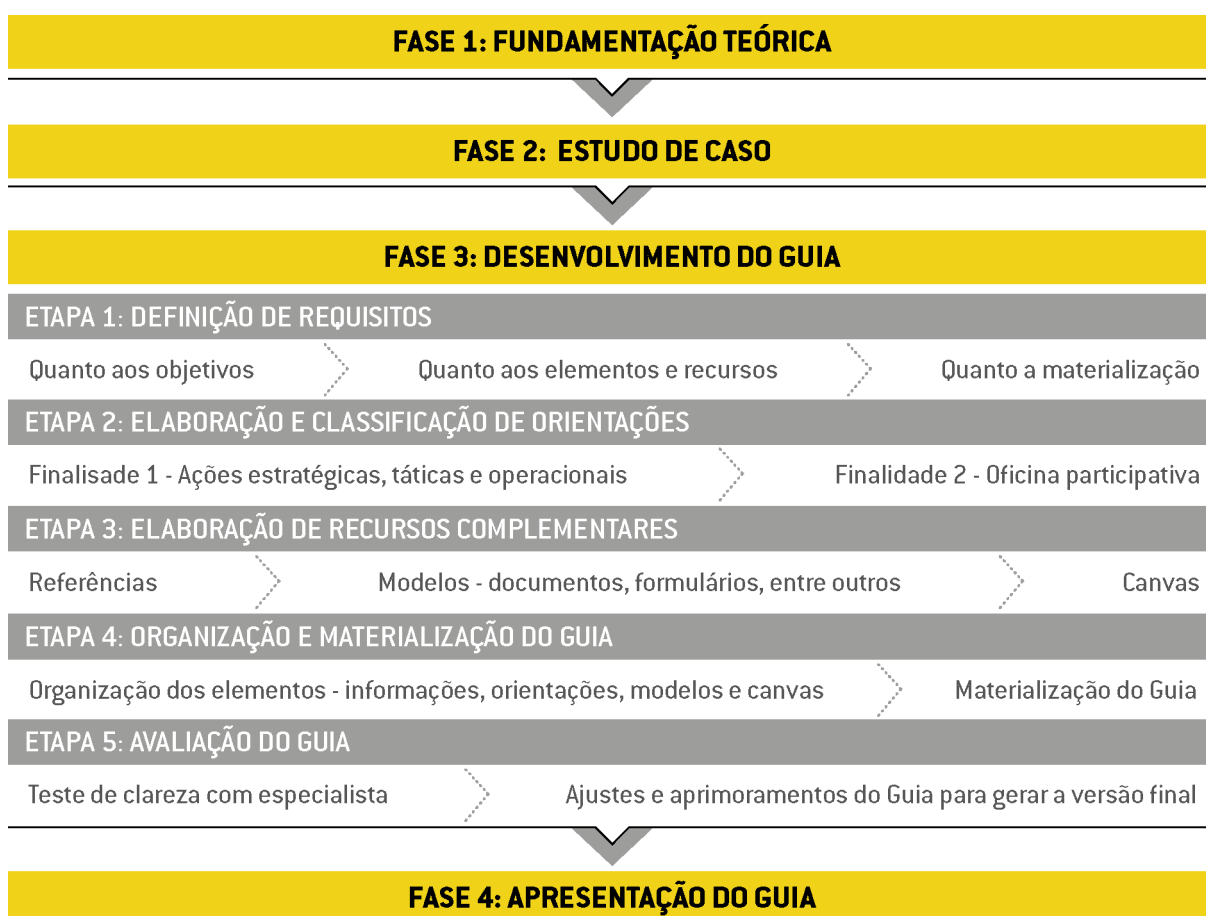 FASE 1: FUNDAMENTAÇÃO TEÓRICA
FASE 2: ESTUDO DE CASO
FASE 3: DESENVOLVIMENTO DO GUIA
ETAPA 1: DEFINIÇÃO DE REQUISITOS
Quanto aos objetivos Quanto aos elementos e recursos Quanto a materialização
ETAPA 2: ELABORAÇÃO E CLASSIFICAÇÃO DE ORIENTAÇÕES
Finalisade 1 - Ações estratégicas, táticas e operacionais Finalidade 2 - Oficina participativa
ETAPA 3: ELABORAÇÃO DE RECURSOS COMPLEMENTARES
Referências Modelos - documentos, formulários, entre outros Canvas
ETAPA 4: ORGANIZAÇÃO E MATERIALIZAÇÃO DO GUIA
Organização dos elementos - informações, orientações, modelos e canvas Materialização do Guia
ETAPA 5: AVALIAÇÃO DO GUIA
Teste de clareza com especialista Ajustes e aprimoramentos do Guia para gerar a versão final
FASE 4: APRESENTAÇÃO DO GUIA